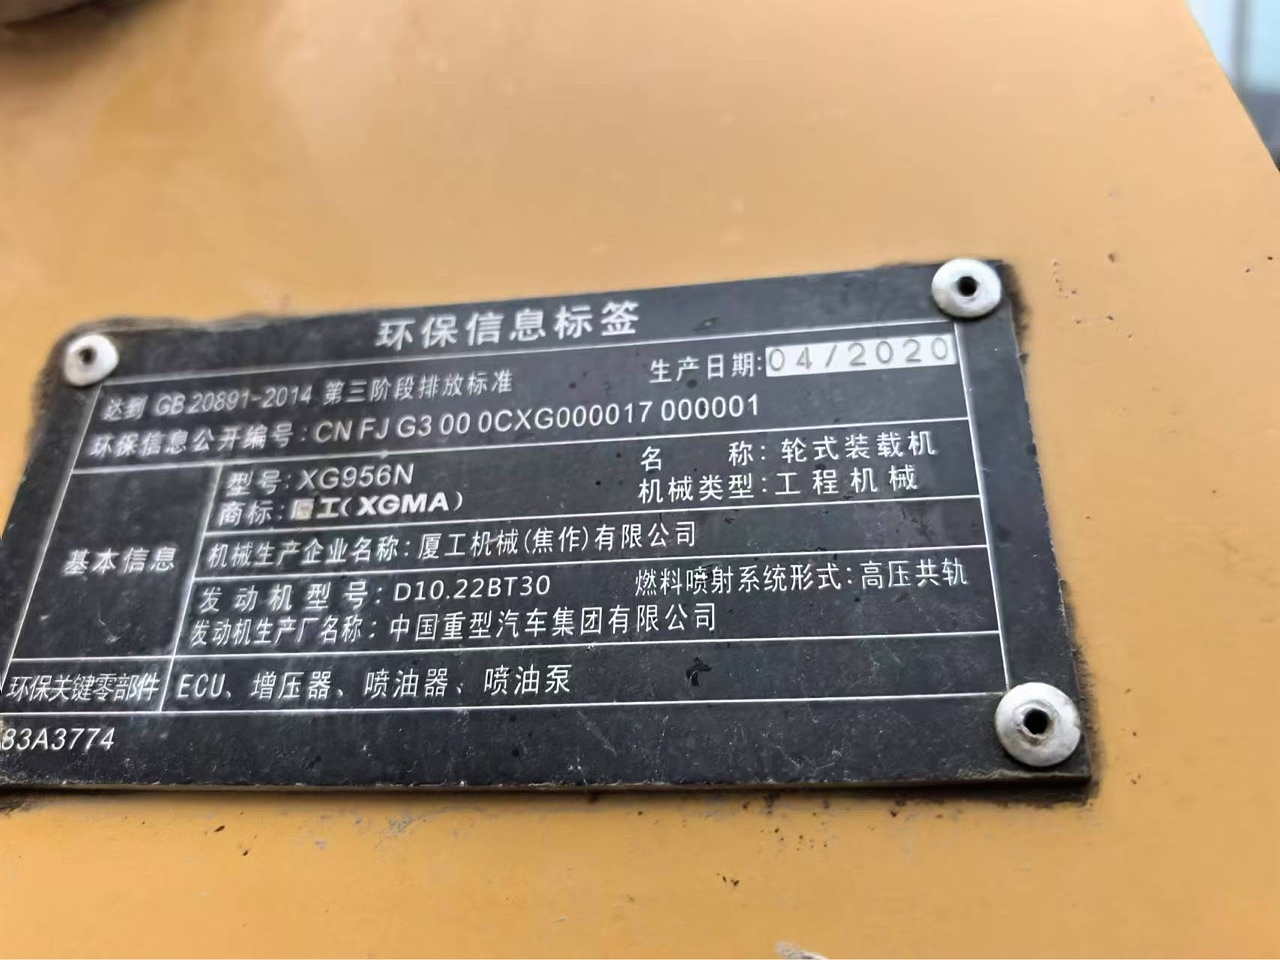 环保信息标签
达到 GB 20891-2014 第三阶段排放标准 生产日期:04/2020
环保信息公开编号:CN FJ G3 00 0CXG000017 000001
基本信息
型号:XG956N 名 称:轮式装载机
商标:厦工(XGMA) 机械类型:工程机械
机械生产企业名称:厦工机械(焦作)有限公司
发动机型号:D10.22BT30 燃料喷射系统形式:高压共轨
发动机生产厂名称:中国重型汽车集团有限公司
环保关键零部件 ECU、增压器、喷油器、喷油泵
83A3774